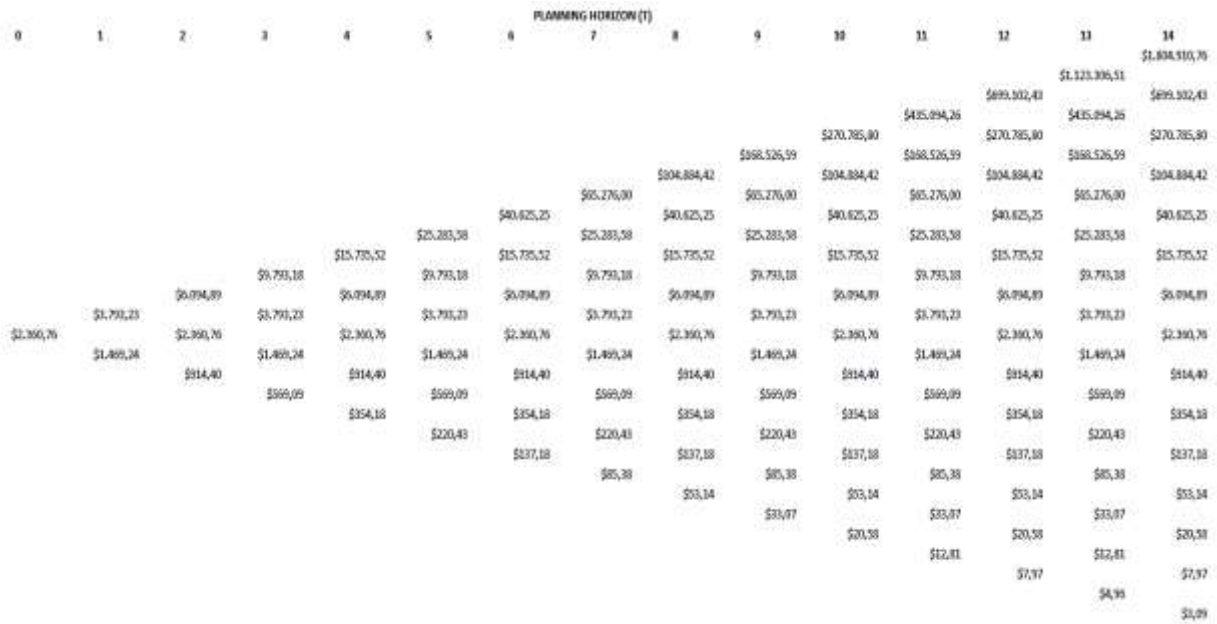 PLANNING HORIZON (T)
0 1 2 3 4 5 6 7 8 9 10 11 12 13 14
$1.804.910,76
$1.123.306,51
$699.102,43 $699.102,43
$435.094,26 $435.094,26
$270.785,80 $270.785,80 $270.785,80
$168.526,59 $168.526,59 $168.526,59
$104.884,42 $104.884,42 $104.884,42 $104.884,42
$65.276,00 $65.276,00 $65.276,00 $65.276,00
$40.625,25 $40.625,25 $40.625,25 $40.625,25 $40.625,25
$25.283,58 $25.283,58 $25.283,58 $25.283,58 $25.283,58
$15.735,52 $15.735,52 $15.735,52 $15.735,52 $15.735,52 $15.735,52
$9.793,18 $9.793,18 $9.793,18 $9.793,18 $9.793,18 $9.793,18
$6.094,89 $6.094,89 $6.094,89 $6.094,89 $6.094,89 $6.094,89 $6.094,89
$3.793,23 $3.793,23 $3.793,23 $3.793,23 $3.793,23 $3.793,23 $3.793,23
$2.360,76 $2.360,76 $2.360,76 $2.360,76 $2.360,76 $2.360,76 $2.360,76 $2.360,76
$1.469,24 $1.469,24 $1.469,24 $1.469,24 $1.469,24 $1.469,24 $1.469,24
$914,40 $914,40 $914,40 $914,40 $914,40 $914,40 $914,40
$569,09 $569,09 $569,09 $569,09 $569,09 $569,09
$354,18 $354,18 $354,18 $354,18 $354,18 $354,18
$220,43 $220,43 $220,43 $220,43 $220,43
$137,18 $137,18 $137,18 $137,18 $137,18
$85,38 $85,38 $85,38 $85,38
$53,14 $53,14 $53,14 $53,14
$33,07 $33,07 $33,07
$20,58 $20,58 $20,58
$12,81 $12,81
$7,97 $7,97
$4,96
$3,09